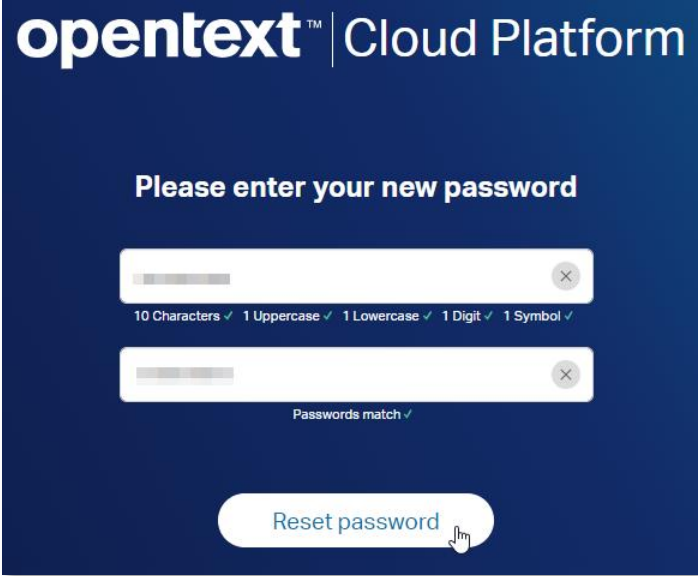 opentext™ | Cloud Platform
Please enter your new password
10 Characters ✓ 1 Uppercase ✓ 1 Lowercase ✓ 1 Digit ✓ 1 Symbol ✓
Passwords match ✓
Reset password